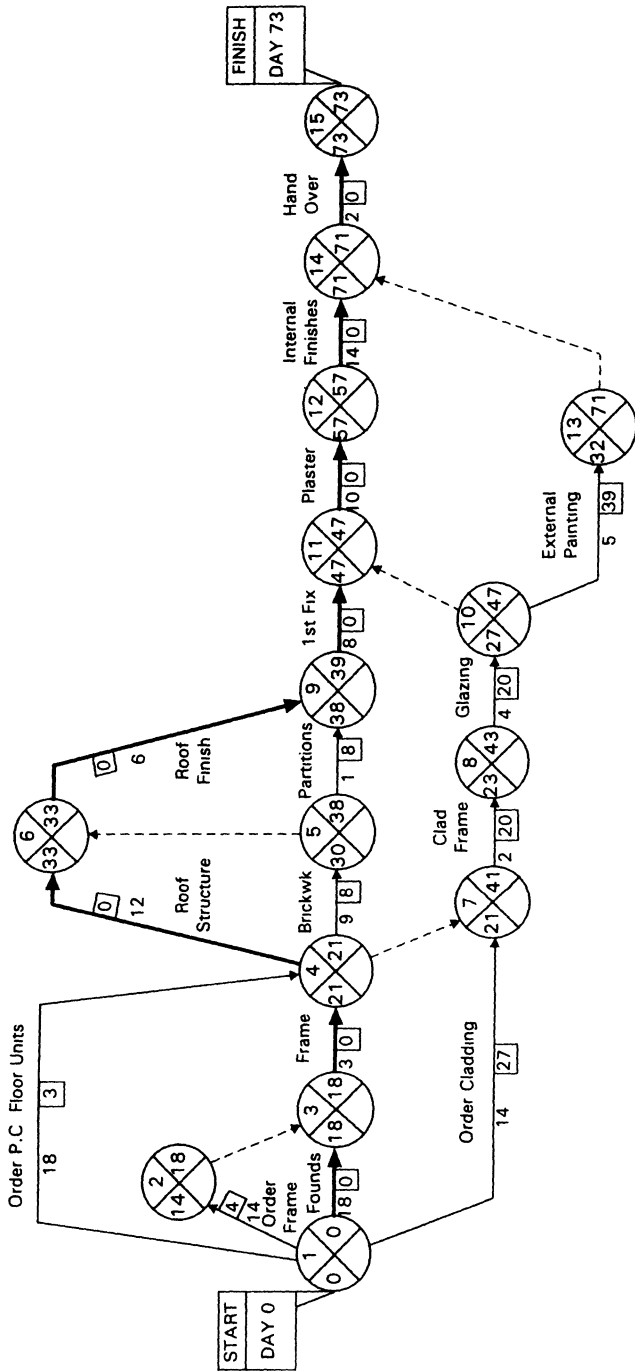 START
DAY 0
Order P.C Floor Units
18 3
1
0 0
4
14
Order
Frame
2
14 18
Founds
18 0
3
18 18
Frame
3 0
4
21 21
0
12
Roof
Structure
6
33 33
0
6
Roof
Finish
Brickwk
9 8
5
30 38
Partitions
1 8
9
38 39
1st Fix
8 0
11
47 47
Plaster
10 0
12
57 57
Internal
Finishes
14 0
14
71 71
Hand
Over
2 0
15
73 73
FINISH
DAY 73
Order Cladding
14 27
7
21 41
Clad
Frame
2 20
8
23 43
Glazing
4 20
10
27 47
External
Painting
5 39
13
32 71